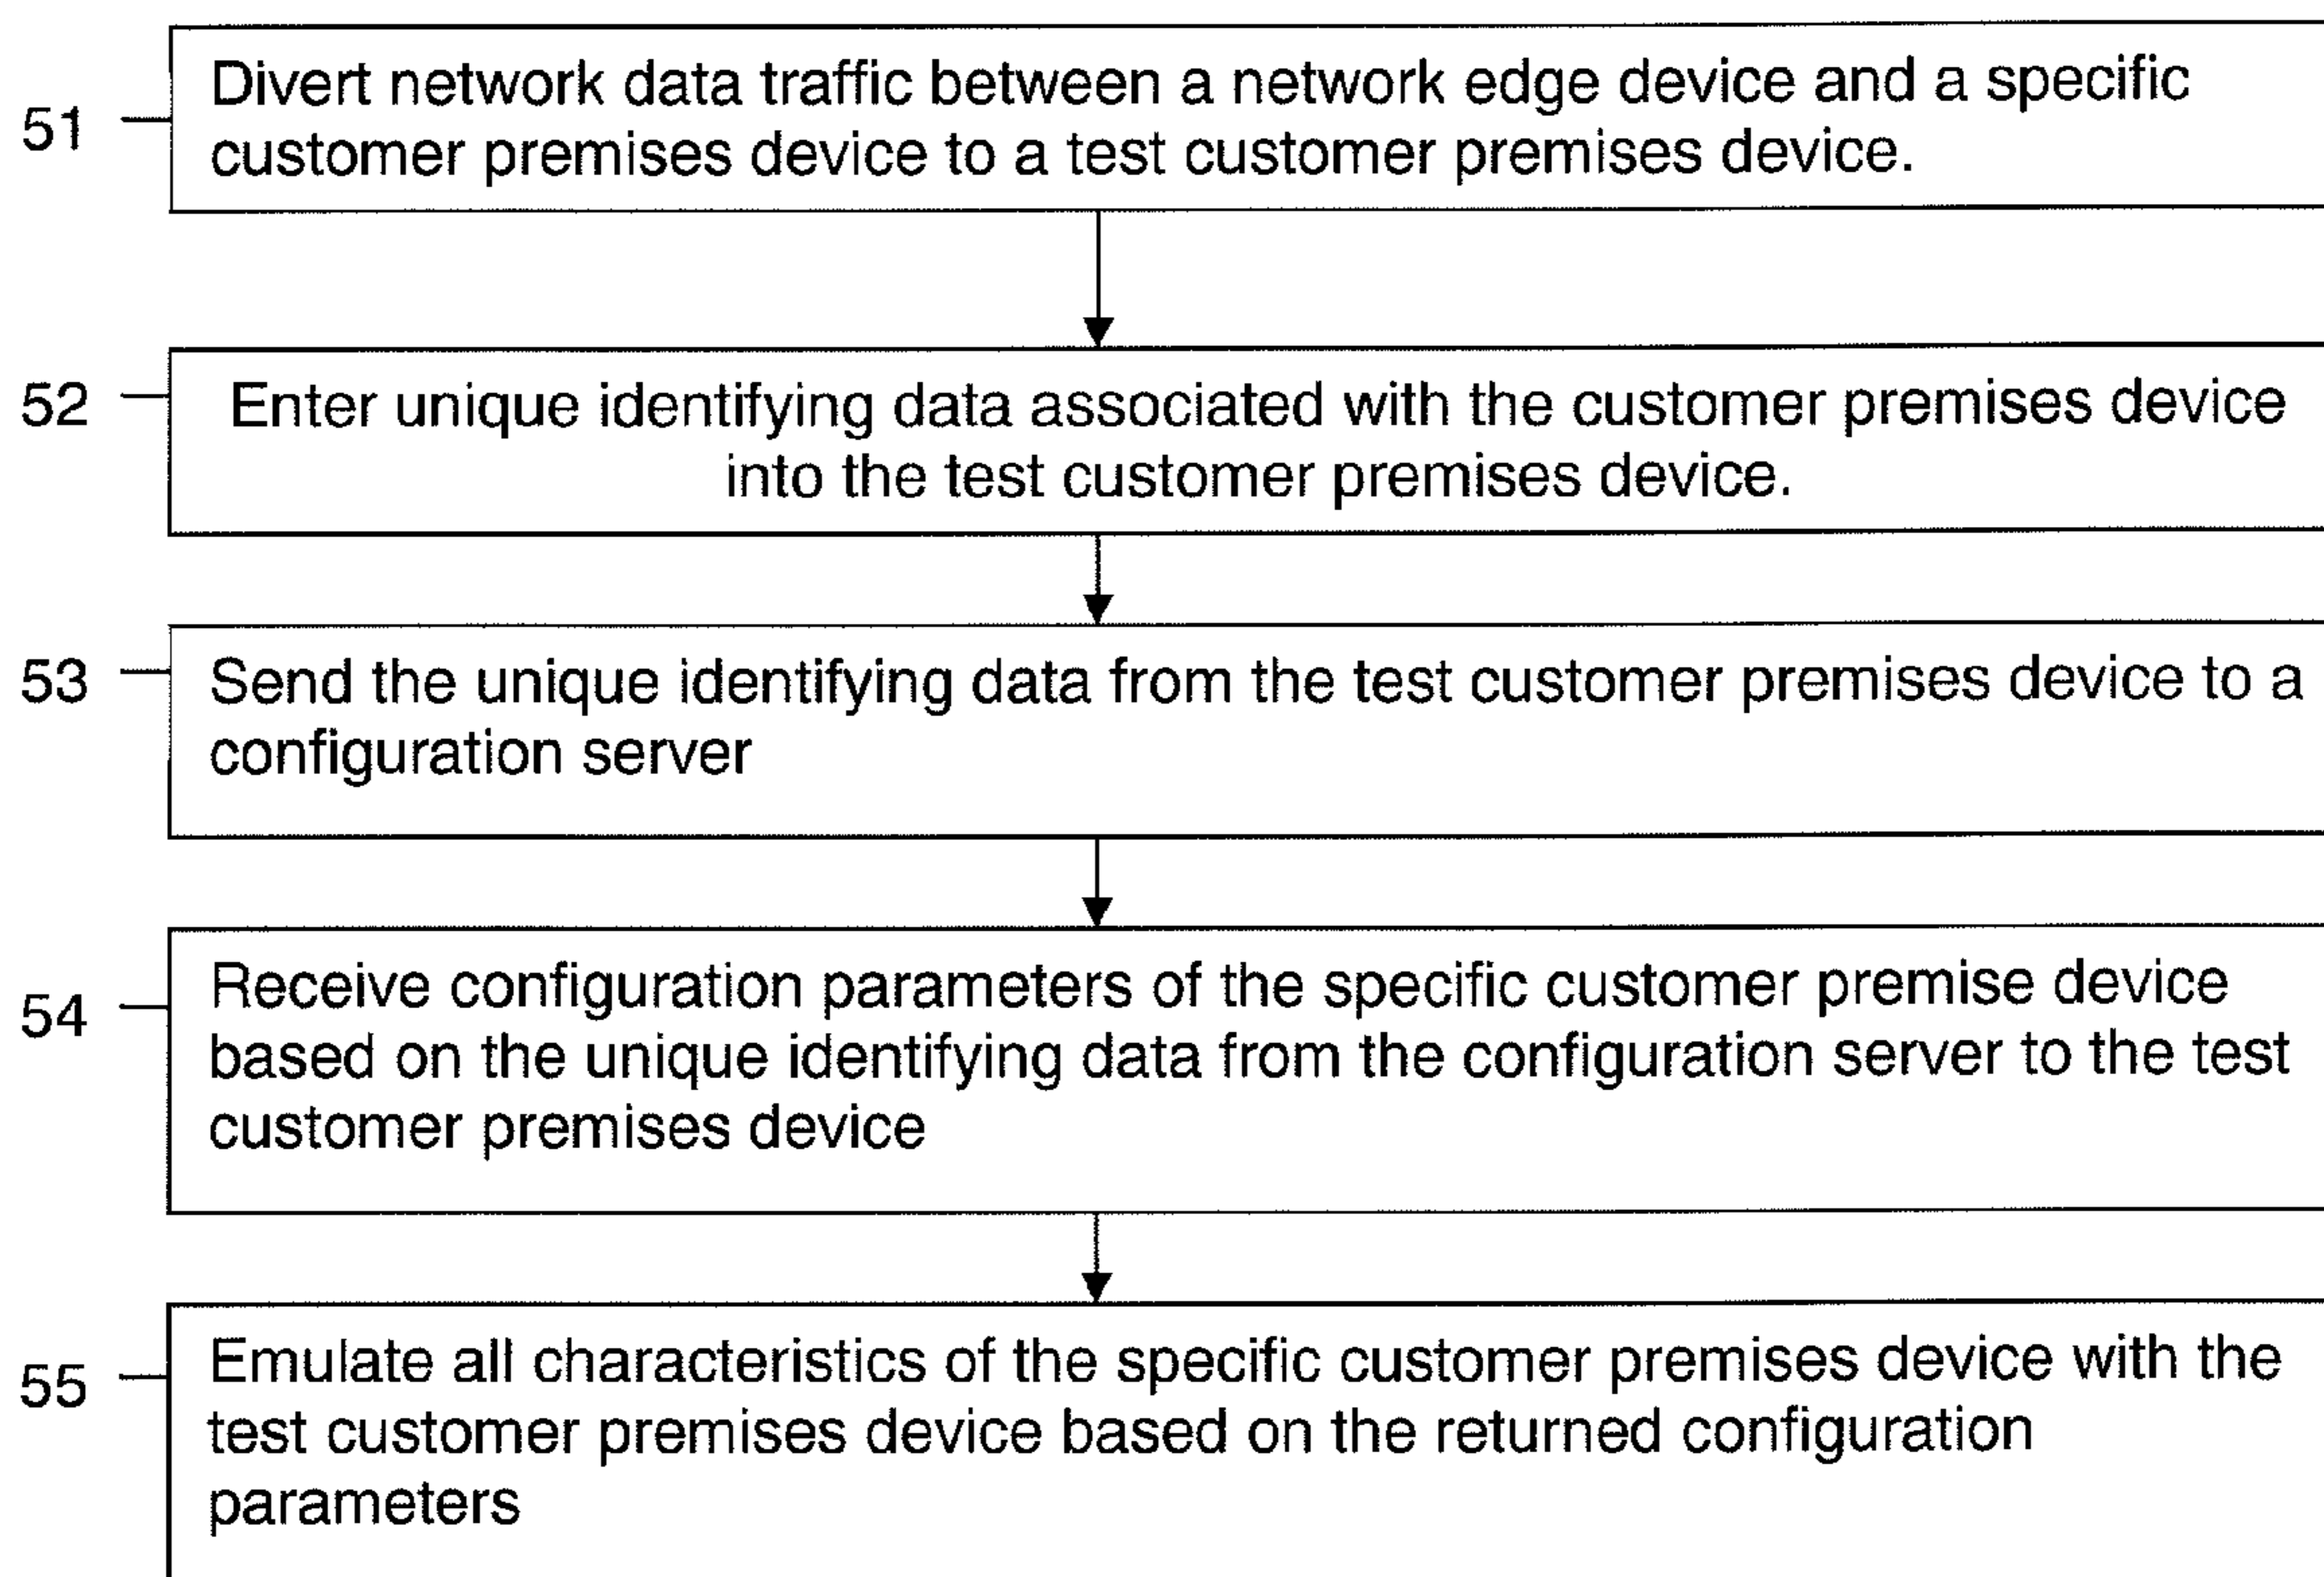 51
Divert network data traffic between a network edge device and a specific
customer premises device to a test customer premises device.
52
Enter unique identifying data associated with the customer premises device
into the test customer premises device.
53
Send the unique identifying data from the test customer premises device to a
configuration server
54
Receive configuration parameters of the specific customer premise device
based on the unique identifying data from the configuration server to the test
customer premises device
55
Emulate all characteristics of the specific customer premises device with the
test customer premises device based on the returned configuration
parameters